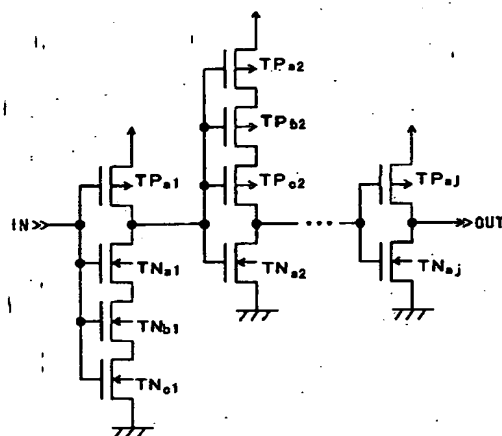 TPa2
TPb2
TPa1
TPc2
TPaj
IN
OUT
TNa1
TNa2
TNaj
TNb1
TNc1